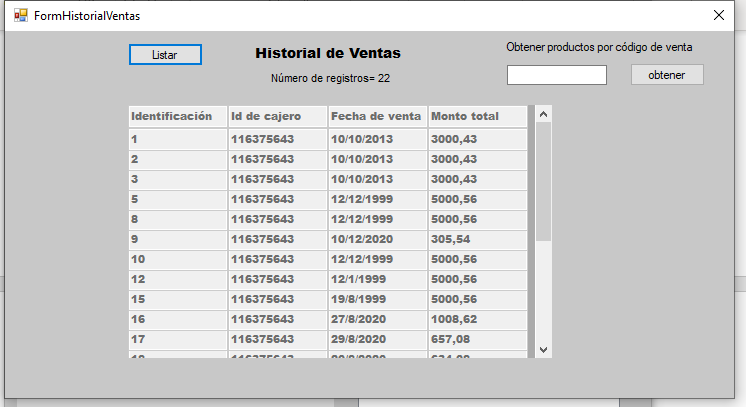 FormHistorialVentas
Listar
Historial de Ventas
Número de registros= 22
Obtener productos por código de venta
obtener
Identificación Id de cajero Fecha de venta Monto total
1 116375643 10/10/2013 3000,43
2 116375643 10/10/2013 3000,43
3 116375643 10/10/2013 3000,43
5 116375643 12/12/1999 5000,56
8 116375643 12/12/1999 5000,56
9 116375643 10/12/2020 305,54
10 116375643 12/12/1999 5000,56
12 116375643 12/1/1999 5000,56
15 116375643 19/8/1999 5000,56
16 116375643 27/8/2020 1008,62
17 116375643 29/8/2020 657,08
116375643